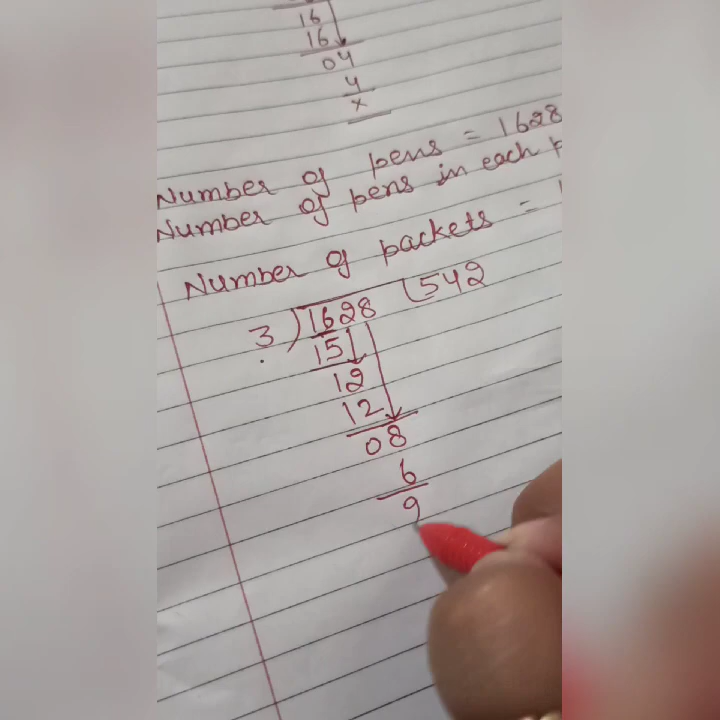 16
16
04
4
x
Number of pens = 1628
Number of pens in each
Number of packets =
3) 1628 (542
15
12
12
08
6
9